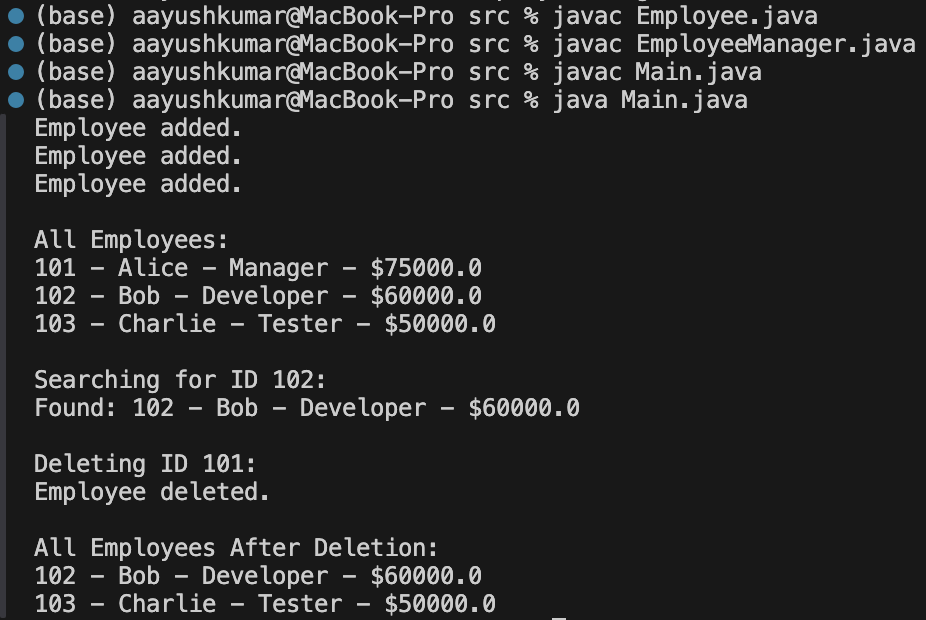 (base) aayushkumar@MacBook-Pro src % javac Employee.java
(base) aayushkumar@MacBook-Pro src % javac EmployeeManager.java
(base) aayushkumar@MacBook-Pro src % javac Main.java
(base) aayushkumar@MacBook-Pro src % java Main.java
Employee added.
Employee added.
Employee added.
All Employees:
101 - Alice - Manager - $75000.0
102 - Bob - Developer - $60000.0
103 - Charlie - Tester - $50000.0
Searching for ID 102:
Found: 102 - Bob - Developer - $60000.0
Deleting ID 101:
Employee deleted.
All Employees After Deletion:
102 - Bob - Developer - $60000.0
103 - Charlie - Tester - $50000.0